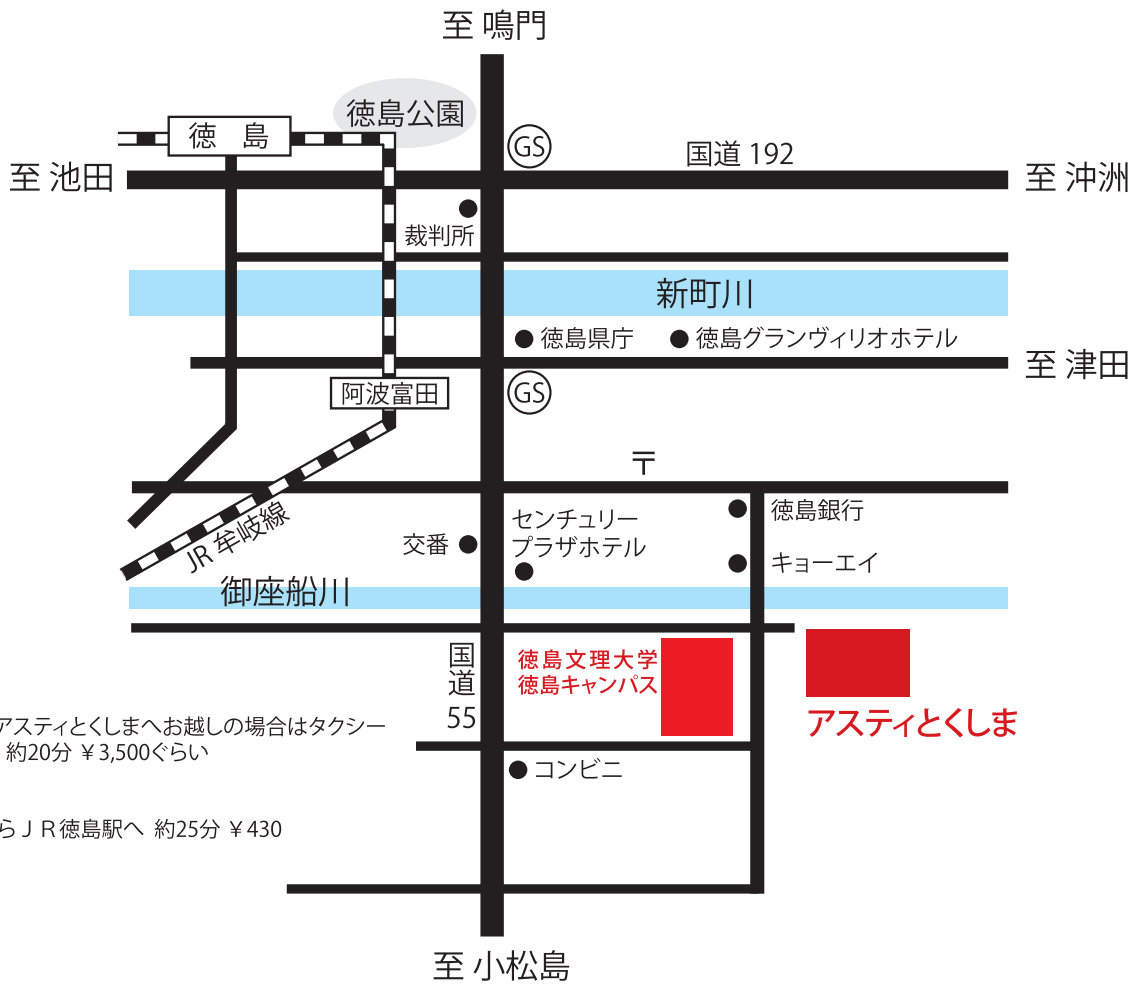 至 鳴門
徳島公園
徳　島
GS
国道 192
至 池田
至 沖洲
裁判所
新町川
徳島県庁
徳島グランヴィリオホテル
至 津田
阿波富田
GS
〒
徳島銀行
JR 牟岐線
センチュリー
プラザホテル
交番
キョーエイ
御座船川
国道55
徳島文理大学
徳島キャンパス
アスティとくしま
アスティとくしまへお越しの場合はタクシー
約20分 ￥3,500ぐらい
コンビニ
らＪＲ徳島駅へ 約25分 ￥430
至 小松島